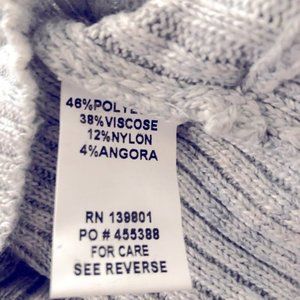 46%POLYE
38%VISCOSE
12%NYLON
4%ANGORA
RN 139801
PO # 455388
FOR CARE
SEE REVERSE